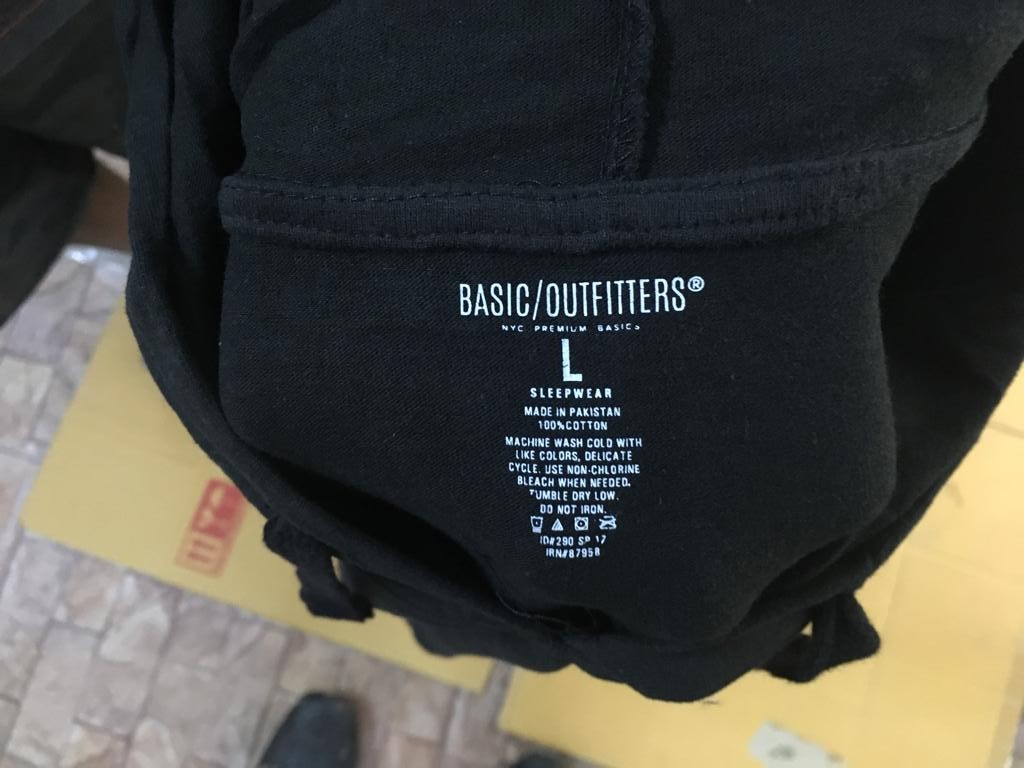 BASIC/OUTFITTERS®
NYC PREMIUM BASICS
L
SLEEPWEAR
MADE IN PAKISTAN
100%COTTON
MACHINE WASH COLD WITH
LIKE COLORS, DELICATE
CYCLE. USE NON-CHLORINE
BLEACH WHEN NEEDED.
TUMBLE DRY LOW.
DO NOT IRON.
ID#290 SP 17
IRN#8795B